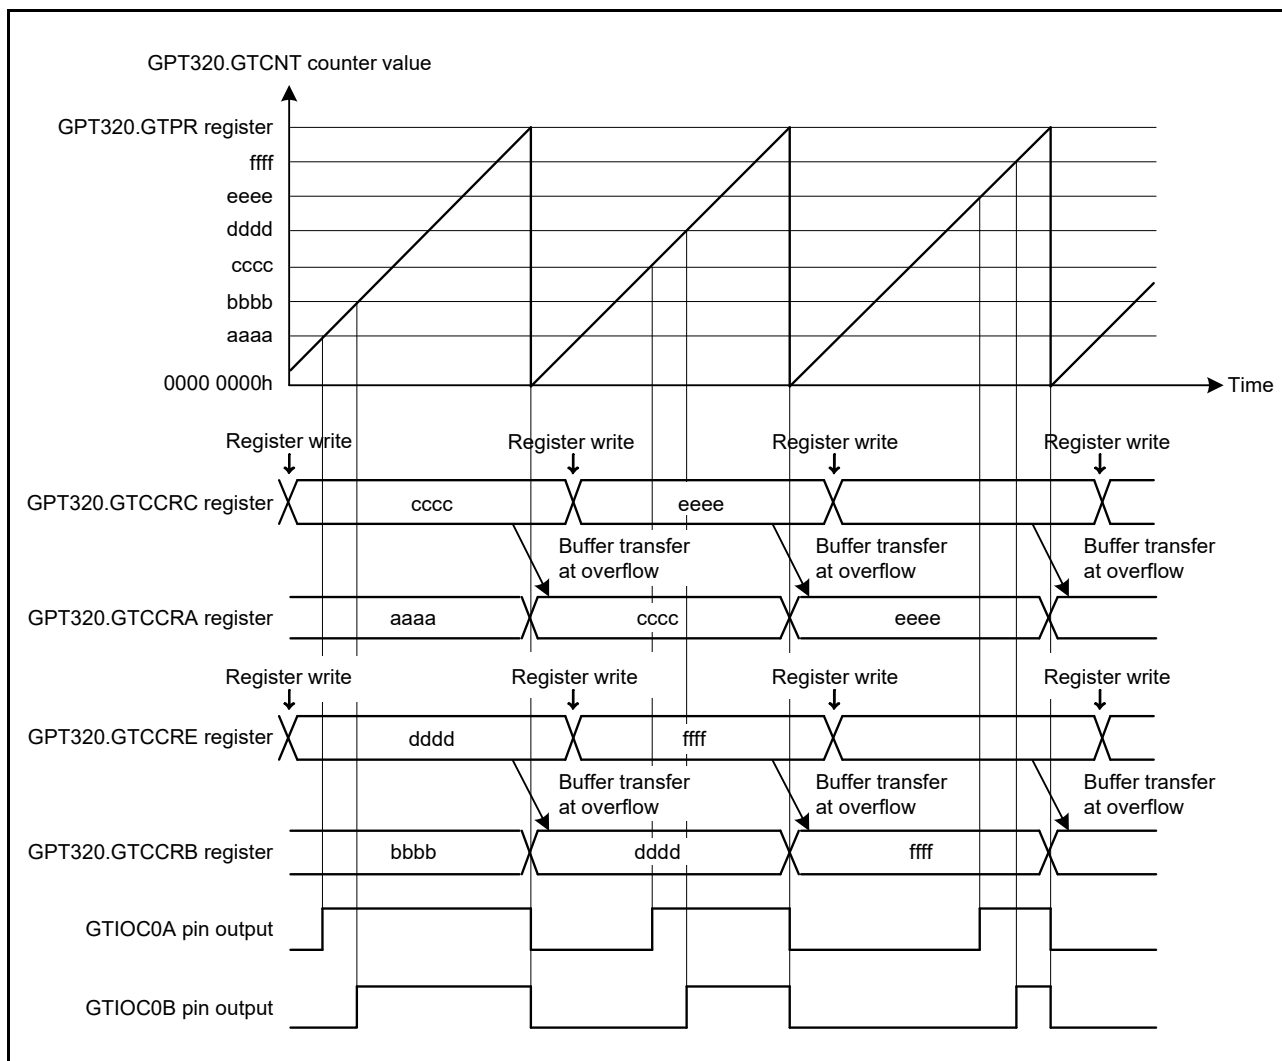 GPT320.GTCNT counter value
GPT320.GTPR register
ffff
eeee
dddd
cccc
bbbb
aaaa
0000 0000h
Time
Register write Register write Register write Register write
GPT320.GTCCRC register cccc eeee
Buffer transfer at overflow Buffer transfer at overflow Buffer transfer at overflow
GPT320.GTCCRA register aaaa cccc eeee
Register write Register write Register write Register write
GPT320.GTCCRE register dddd ffff
Buffer transfer at overflow Buffer transfer at overflow Buffer transfer at overflow
GPT320.GTCCRB register bbbb dddd ffff
GTIOC0A pin output
GTIOC0B pin output